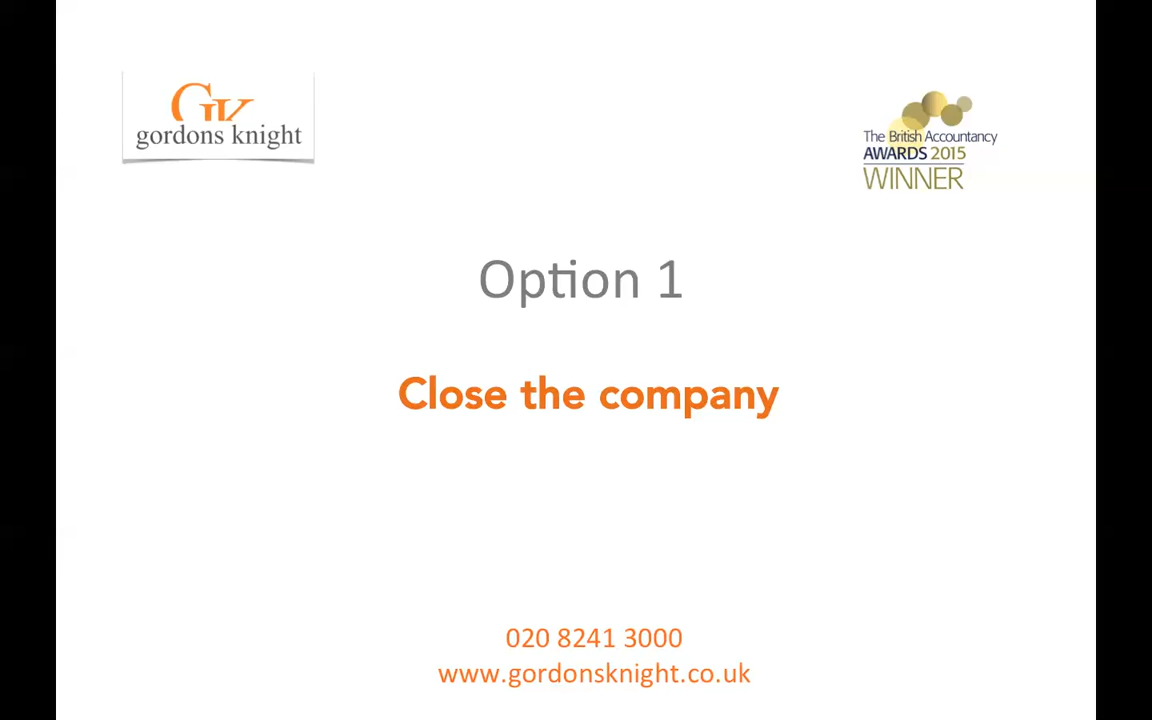 GK
gordons knight
The British Accountancy
AWARDS 2015
WINNER
Option 1
Close the company
020 8241 3000
www.gordonsknight.co.uk